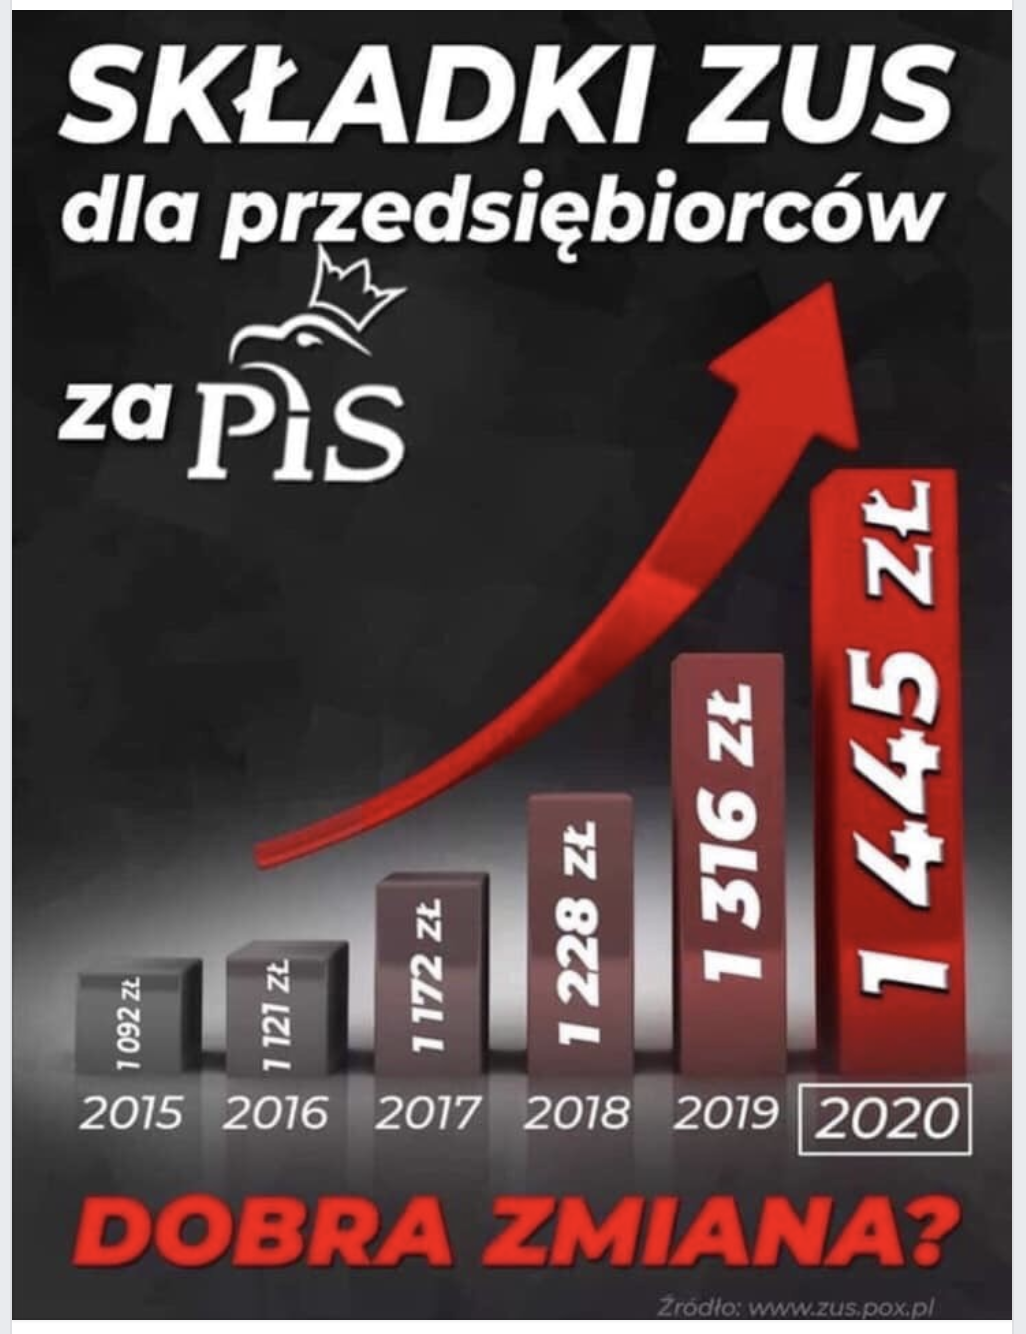 SKŁADKI ZUS
dla przedsiębiorców
za PiS
1 092 ZŁ
1 121 ZŁ
1 172 ZŁ
1 228 ZŁ
1 316 ZŁ
1 445 ZŁ
2015 2016 2017 2018 2019 2020
DOBRA ZMIANA?
Źródło: www.zus.pox.pl